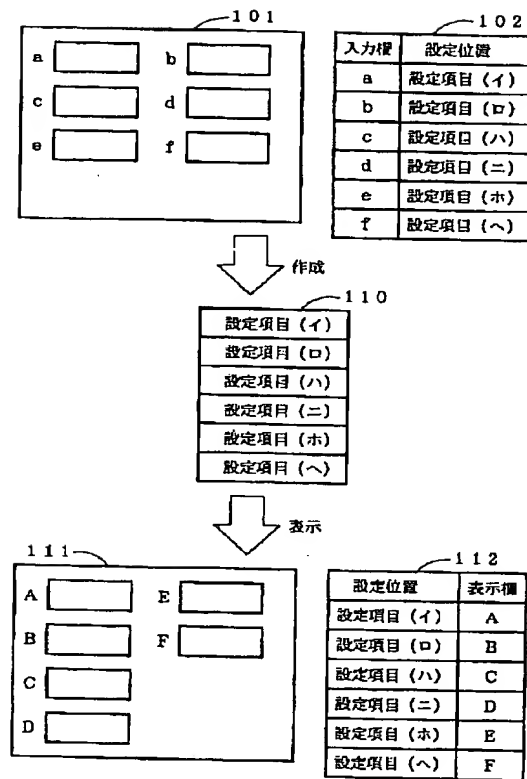 101
a b
c d
e f
102
入力欄 設定位置
a 設定項目 (イ)
b 設定項目 (ロ)
c 設定項目 (ハ)
d 設定項目 (ニ)
e 設定項目 (ホ)
f 設定項目 (ヘ)
作成
110
設定項目 (イ)
設定項目 (ロ)
設定項目 (ハ)
設定項目 (ニ)
設定項目 (ホ)
設定項目 (ヘ)
表示
111
A E
B F
C
D
112
設定位置 表示欄
設定項目 (イ) A
設定項目 (ロ) B
設定項目 (ハ) C
設定項目 (ニ) D
設定項目 (ホ) E
設定項目 (ヘ) F